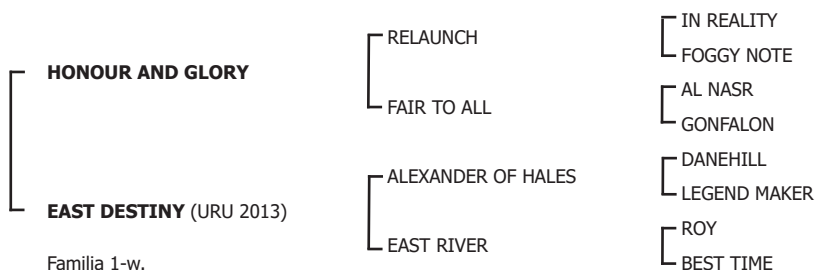 IN REALITY
RELAUNCH
FOGGY NOTE
HONOUR AND GLORY
AL NASR
FAIR TO ALL
GONFALON
DANEHILL
ALEXANDER OF HALES
LEGEND MAKER
EAST DESTINY (URU 2013)
ROY
EAST RIVER
Familia 1-w.
BEST TIME